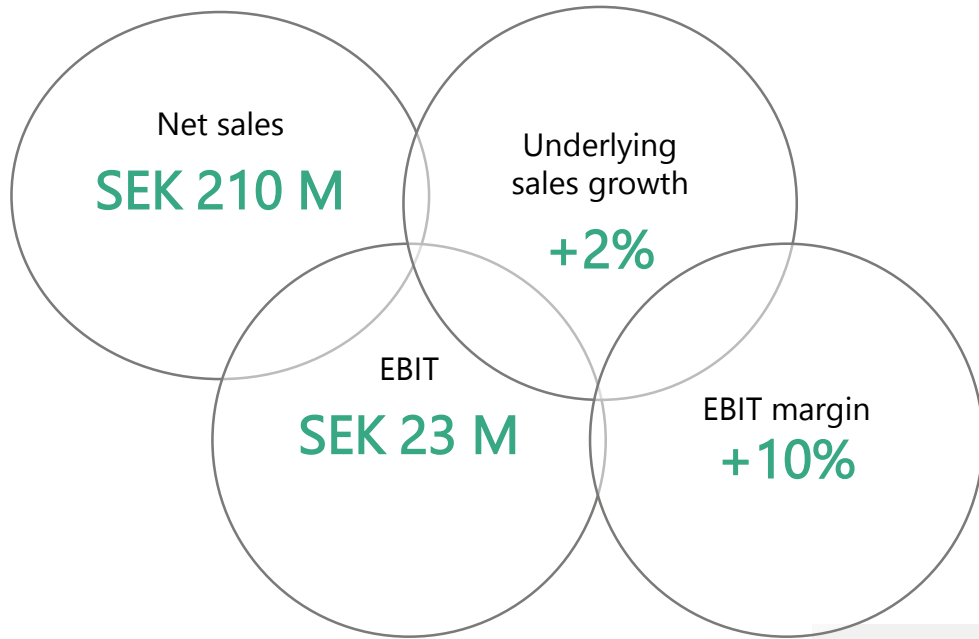 Net sales
SEK 210 M
Underlying
sales growth
+2%
EBIT
SEK 23 M
EBIT margin
+10%